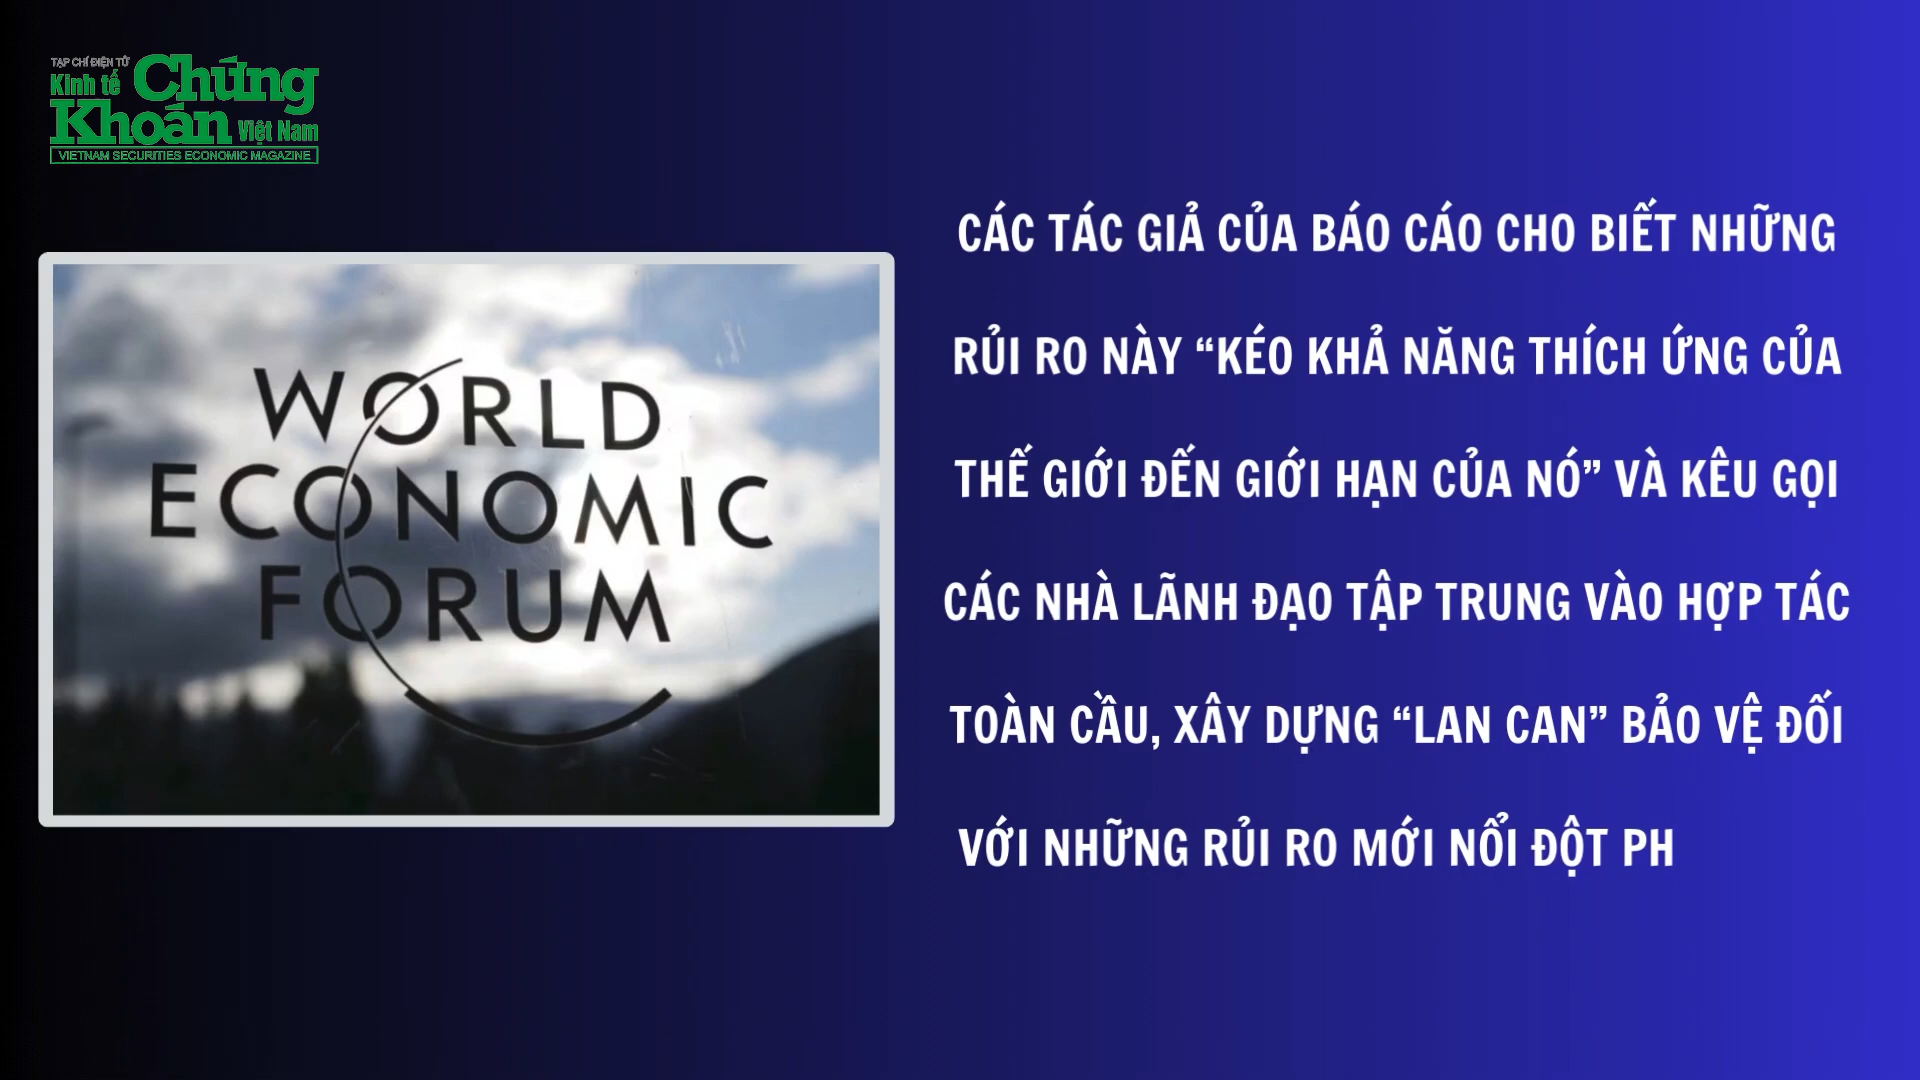 TẠP CHÍ ĐIỆN TỬ
Kinh tế Chứng
Khoán Việt Nam
VIETNAM SECURITIES ECONOMIC MAGAZINE
WORLD
ECONOMIC
FORUM
CÁC TÁC GIẢ CỦA BÁO CÁO CHO BIẾT NHỮNG
RỦI RO NÀY “KÉO KHẢ NĂNG THÍCH ỨNG CỦA
THẾ GIỚI ĐẾN GIỚI HẠN CỦA NÓ” VÀ KÊU GỌI
CÁC NHÀ LÃNH ĐẠO TẬP TRUNG VÀO HỢP TÁC
TOÀN CẦU, XÂY DỰNG “LAN CAN” BẢO VỆ ĐỐI
VỚI NHỮNG RỦI RO MỚI NỔI ĐỘT PH